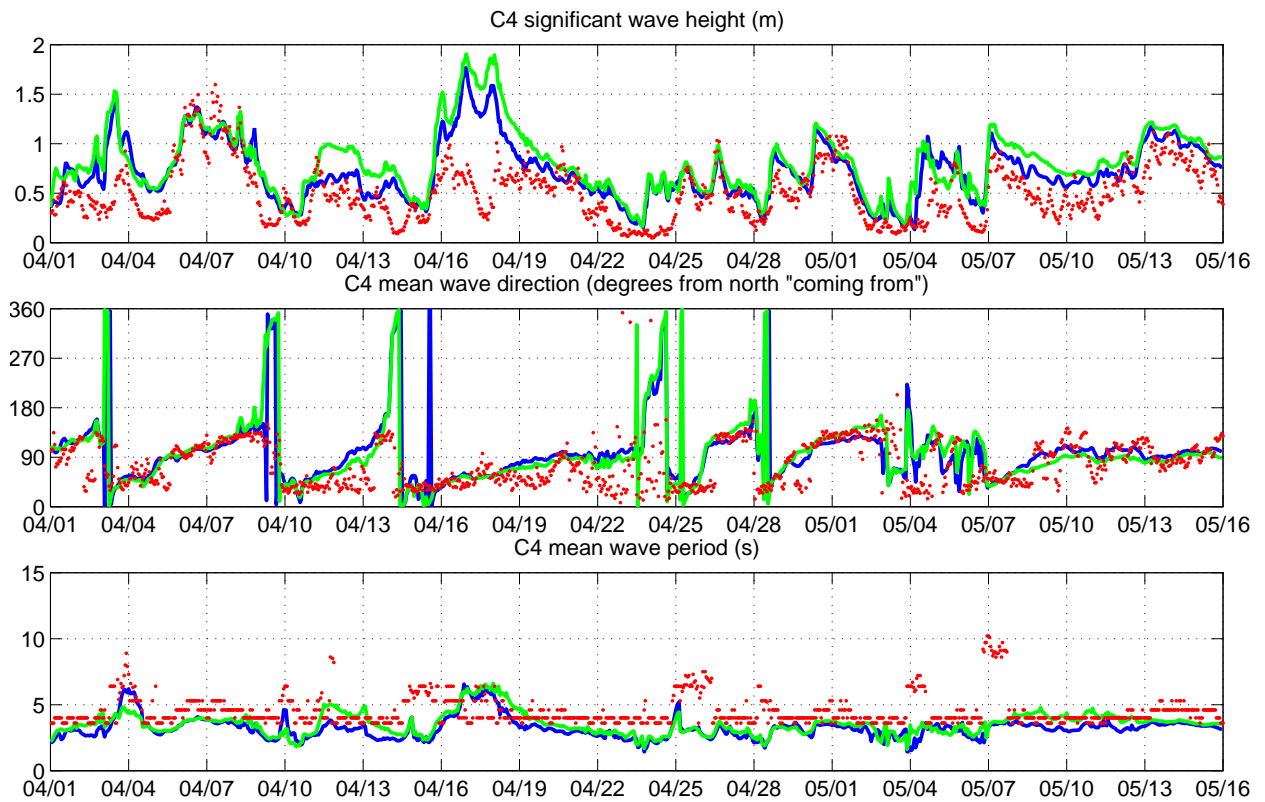 C4 significant wave height (m)
2
1.5
1
0.5
0
04/01 04/04 04/07 04/10 04/13 04/16 04/19 04/22 04/25 04/28 05/01 05/04 05/07 05/10 05/13 05/16
C4 mean wave direction (degrees from north "coming from")
360
270
180
90
0
04/01 04/04 04/07 04/10 04/13 04/16 04/19 04/22 04/25 04/28 05/01 05/04 05/07 05/10 05/13 05/16
C4 mean wave period (s)
15
10
5
0
04/01 04/04 04/07 04/10 04/13 04/16 04/19 04/22 04/25 04/28 05/01 05/04 05/07 05/10 05/13 05/16